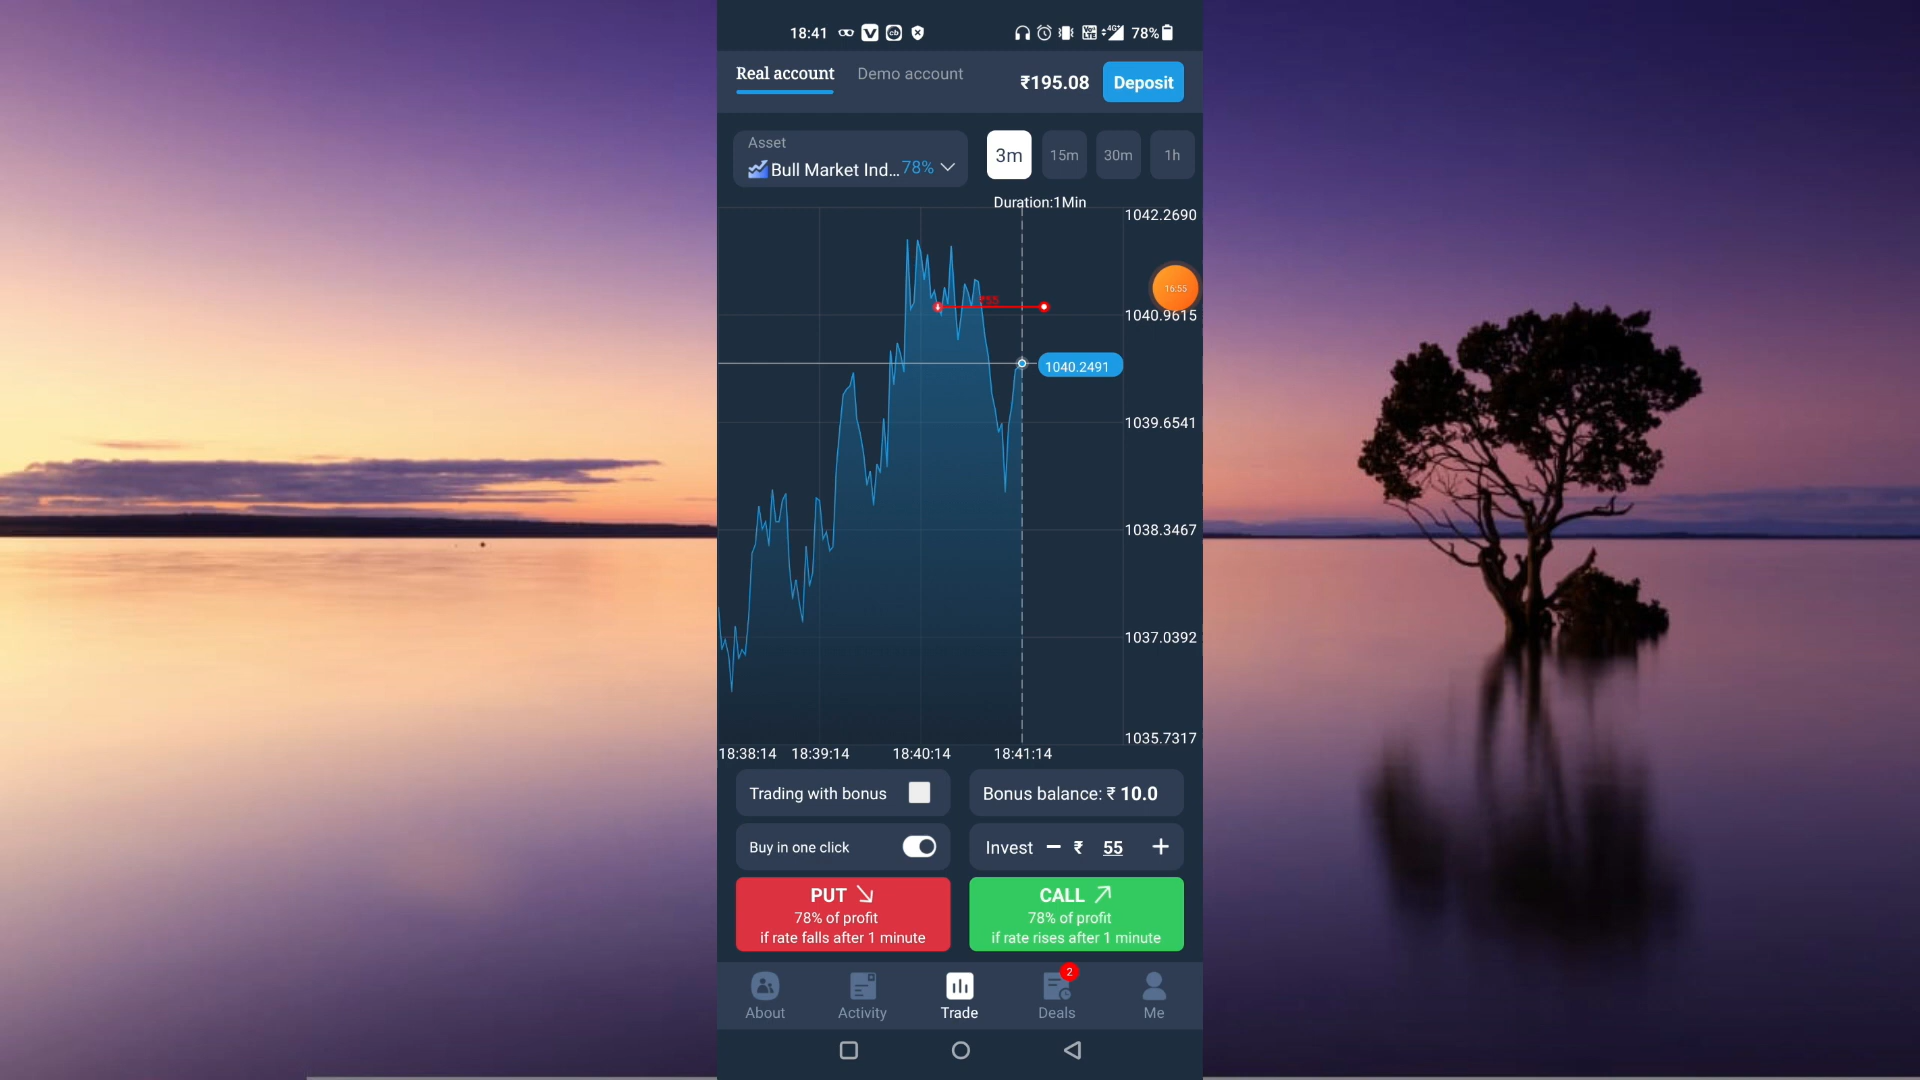 18:41
78%
Real account
Demo account
₹195.08
Deposit
Asset
Bull Market Ind... 78%
3m
15m
30m
1h
Duration:1Min
1042.2690
16:55
₹55
1040.9615
1040.2491
1039.6541
1038.3467
1037.0392
1035.7317
18:38:14
18:39:14
18:40:14
18:41:14
Trading with bonus
Bonus balance: ₹ 10.0
Buy in one click
Invest − ₹ 55 +
PUT
78% of profit
if rate falls after 1 minute
CALL
78% of profit
if rate rises after 1 minute
2
About
Activity
Trade
Deals
Me